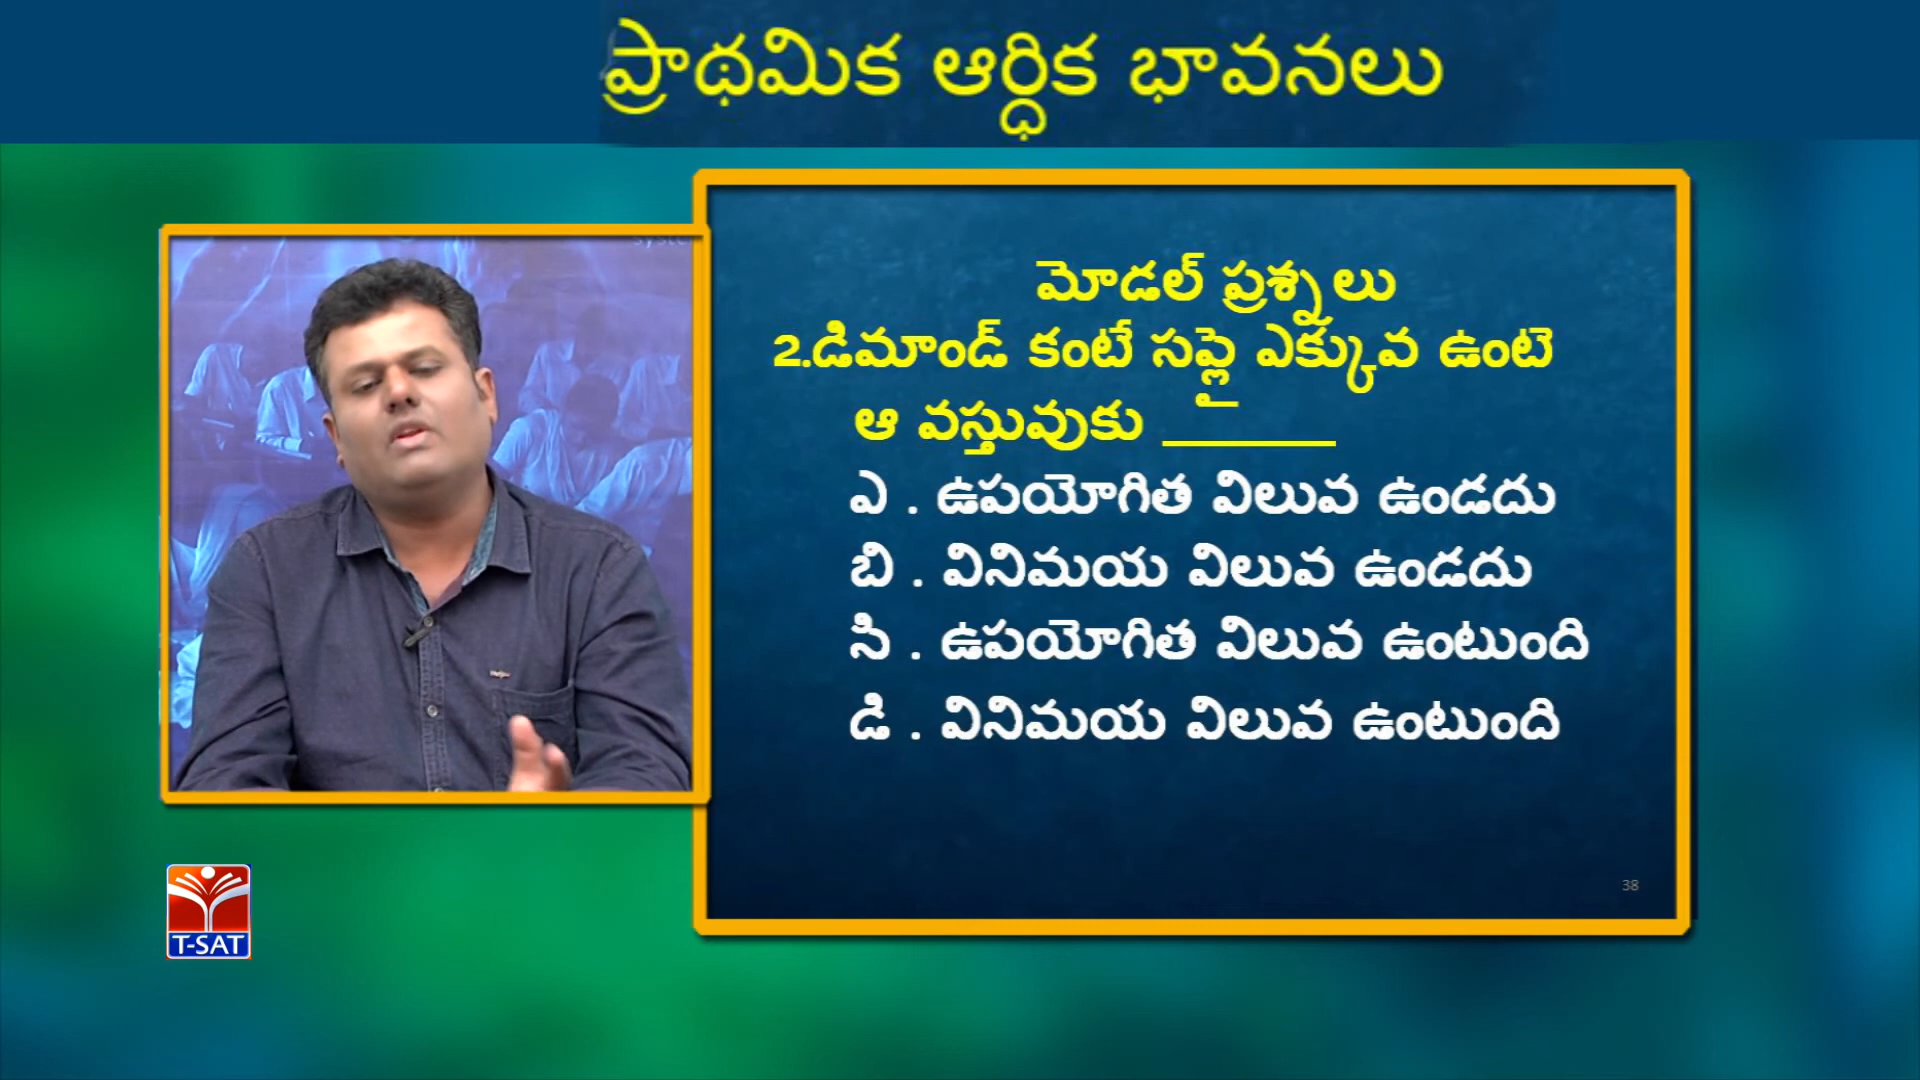 ప్రాథమిక ఆర్ధిక భావనలు
మోడల్ ప్రశ్నలు
2.డిమాండ్ కంటే సప్లై ఎక్కువ ఉంటె
ఆ వస్తువుకు ______
ఎ . ఉపయోగిత విలువ ఉండదు
బి . వినిమయ విలువ ఉండదు
సి . ఉపయోగిత విలువ ఉంటుంది
డి . వినిమయ విలువ ఉంటుంది
38
T-SAT